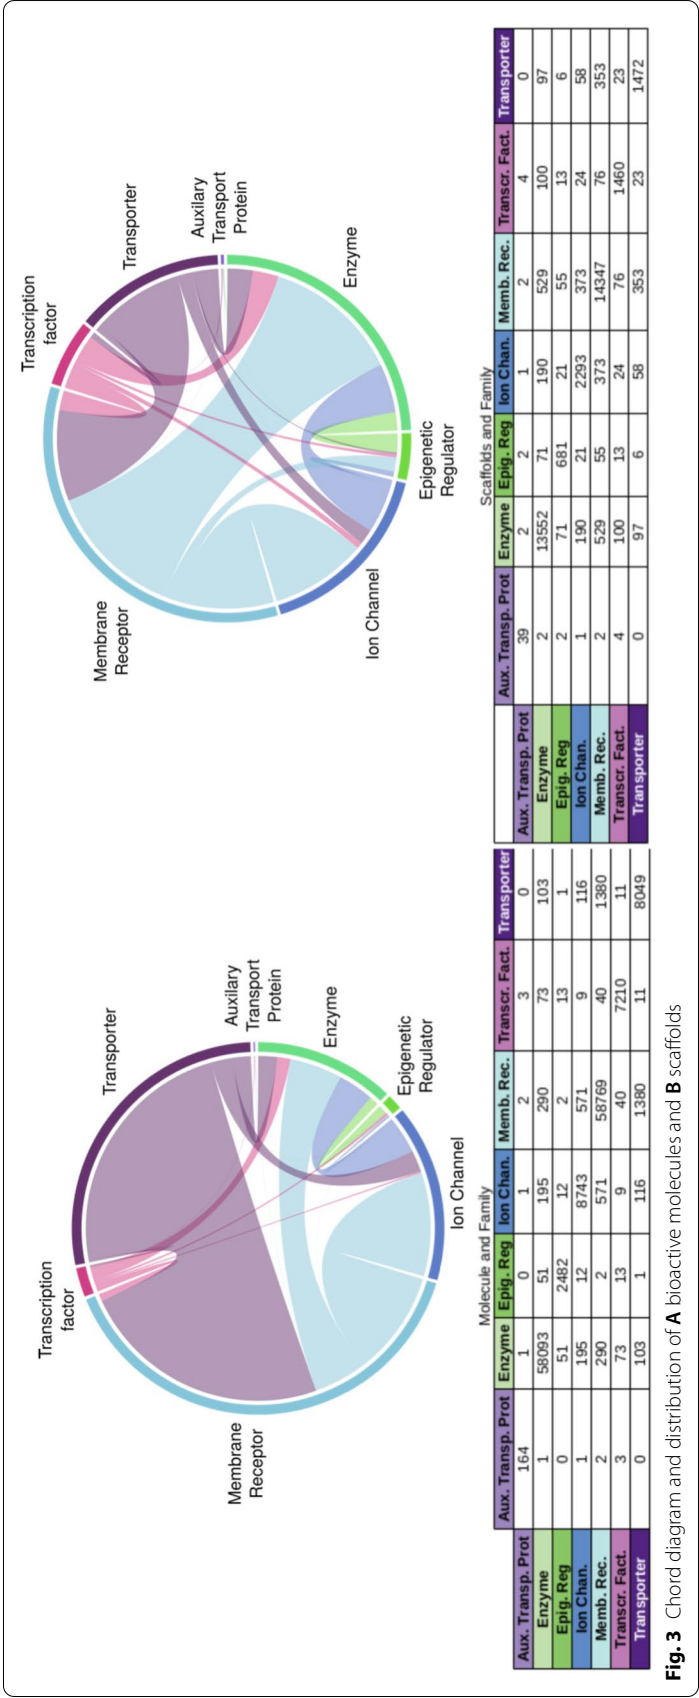 Transcription
factor
Transporter
Auxilary
Transport
Protein
Enzyme
Epigenetic
Regulator
Ion Channel
Membrane
Receptor
Molecule and Family
Aux. Transp. Prot Enzyme Epig. Reg Ion Chan. Memb. Rec. Transcr. Fact. Transporter
Aux. Transp. Prot 164 1 0 1 2 3 0
Enzyme 1 58093 51 195 290 73 103
Epig. Reg 0 51 2482 12 2 13 1
Ion Chan. 1 195 12 8743 571 9 116
Memb. Rec. 2 290 2 571 58769 40 1380
Transcr. Fact. 3 73 13 9 40 7210 11
Transporter 0 103 1 116 1380 11 8049
Transcription
factor
Transporter
Auxilary
Transport
Protein
Enzyme
Epigenetic
Regulator
Ion Channel
Membrane
Receptor
Scaffolds and Family
Aux. Transp. Prot Enzyme Epig. Reg Ion Chan. Memb. Rec. Transcr. Fact. Transporter
Aux. Transp. Prot 39 2 2 1 2 4 0
Enzyme 2 13552 71 190 529 100 97
Epig. Reg 2 71 681 21 55 13 6
Ion Chan. 1 190 21 2293 373 24 58
Memb. Rec. 2 529 55 373 14347 76 353
Transcr. Fact. 4 100 13 24 76 1460 23
Transporter 0 97 6 58 353 23 1472
Fig. 3 Chord diagram and distribution of A bioactive molecules and B scaffolds